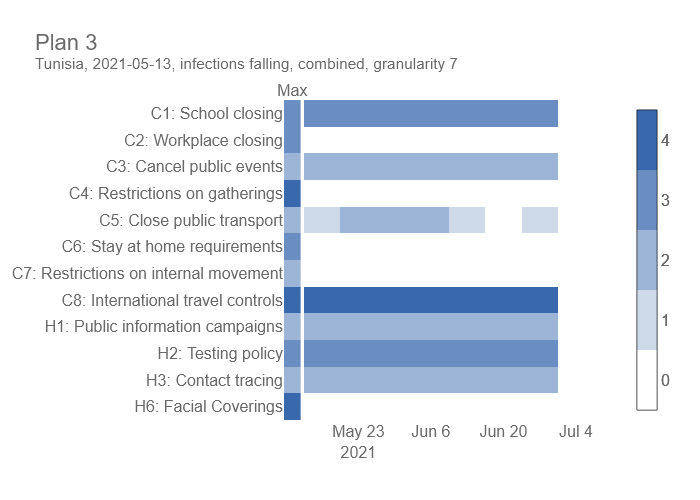 Plan 3
Tunisia, 2021-05-13, infections falling, combined, granularity 7
Max
C1: School closing
C2: Workplace closing
C3: Cancel public events
C4: Restrictions on gatherings
C5: Close public transport
C6: Stay at home requirements
C7: Restrictions on internal movement
C8: International travel controls
H1: Public information campaigns
H2: Testing policy
H3: Contact tracing
H6: Facial Coverings
May 23 Jun 6 Jun 20 Jul 4
2021
4
3
2
1
0